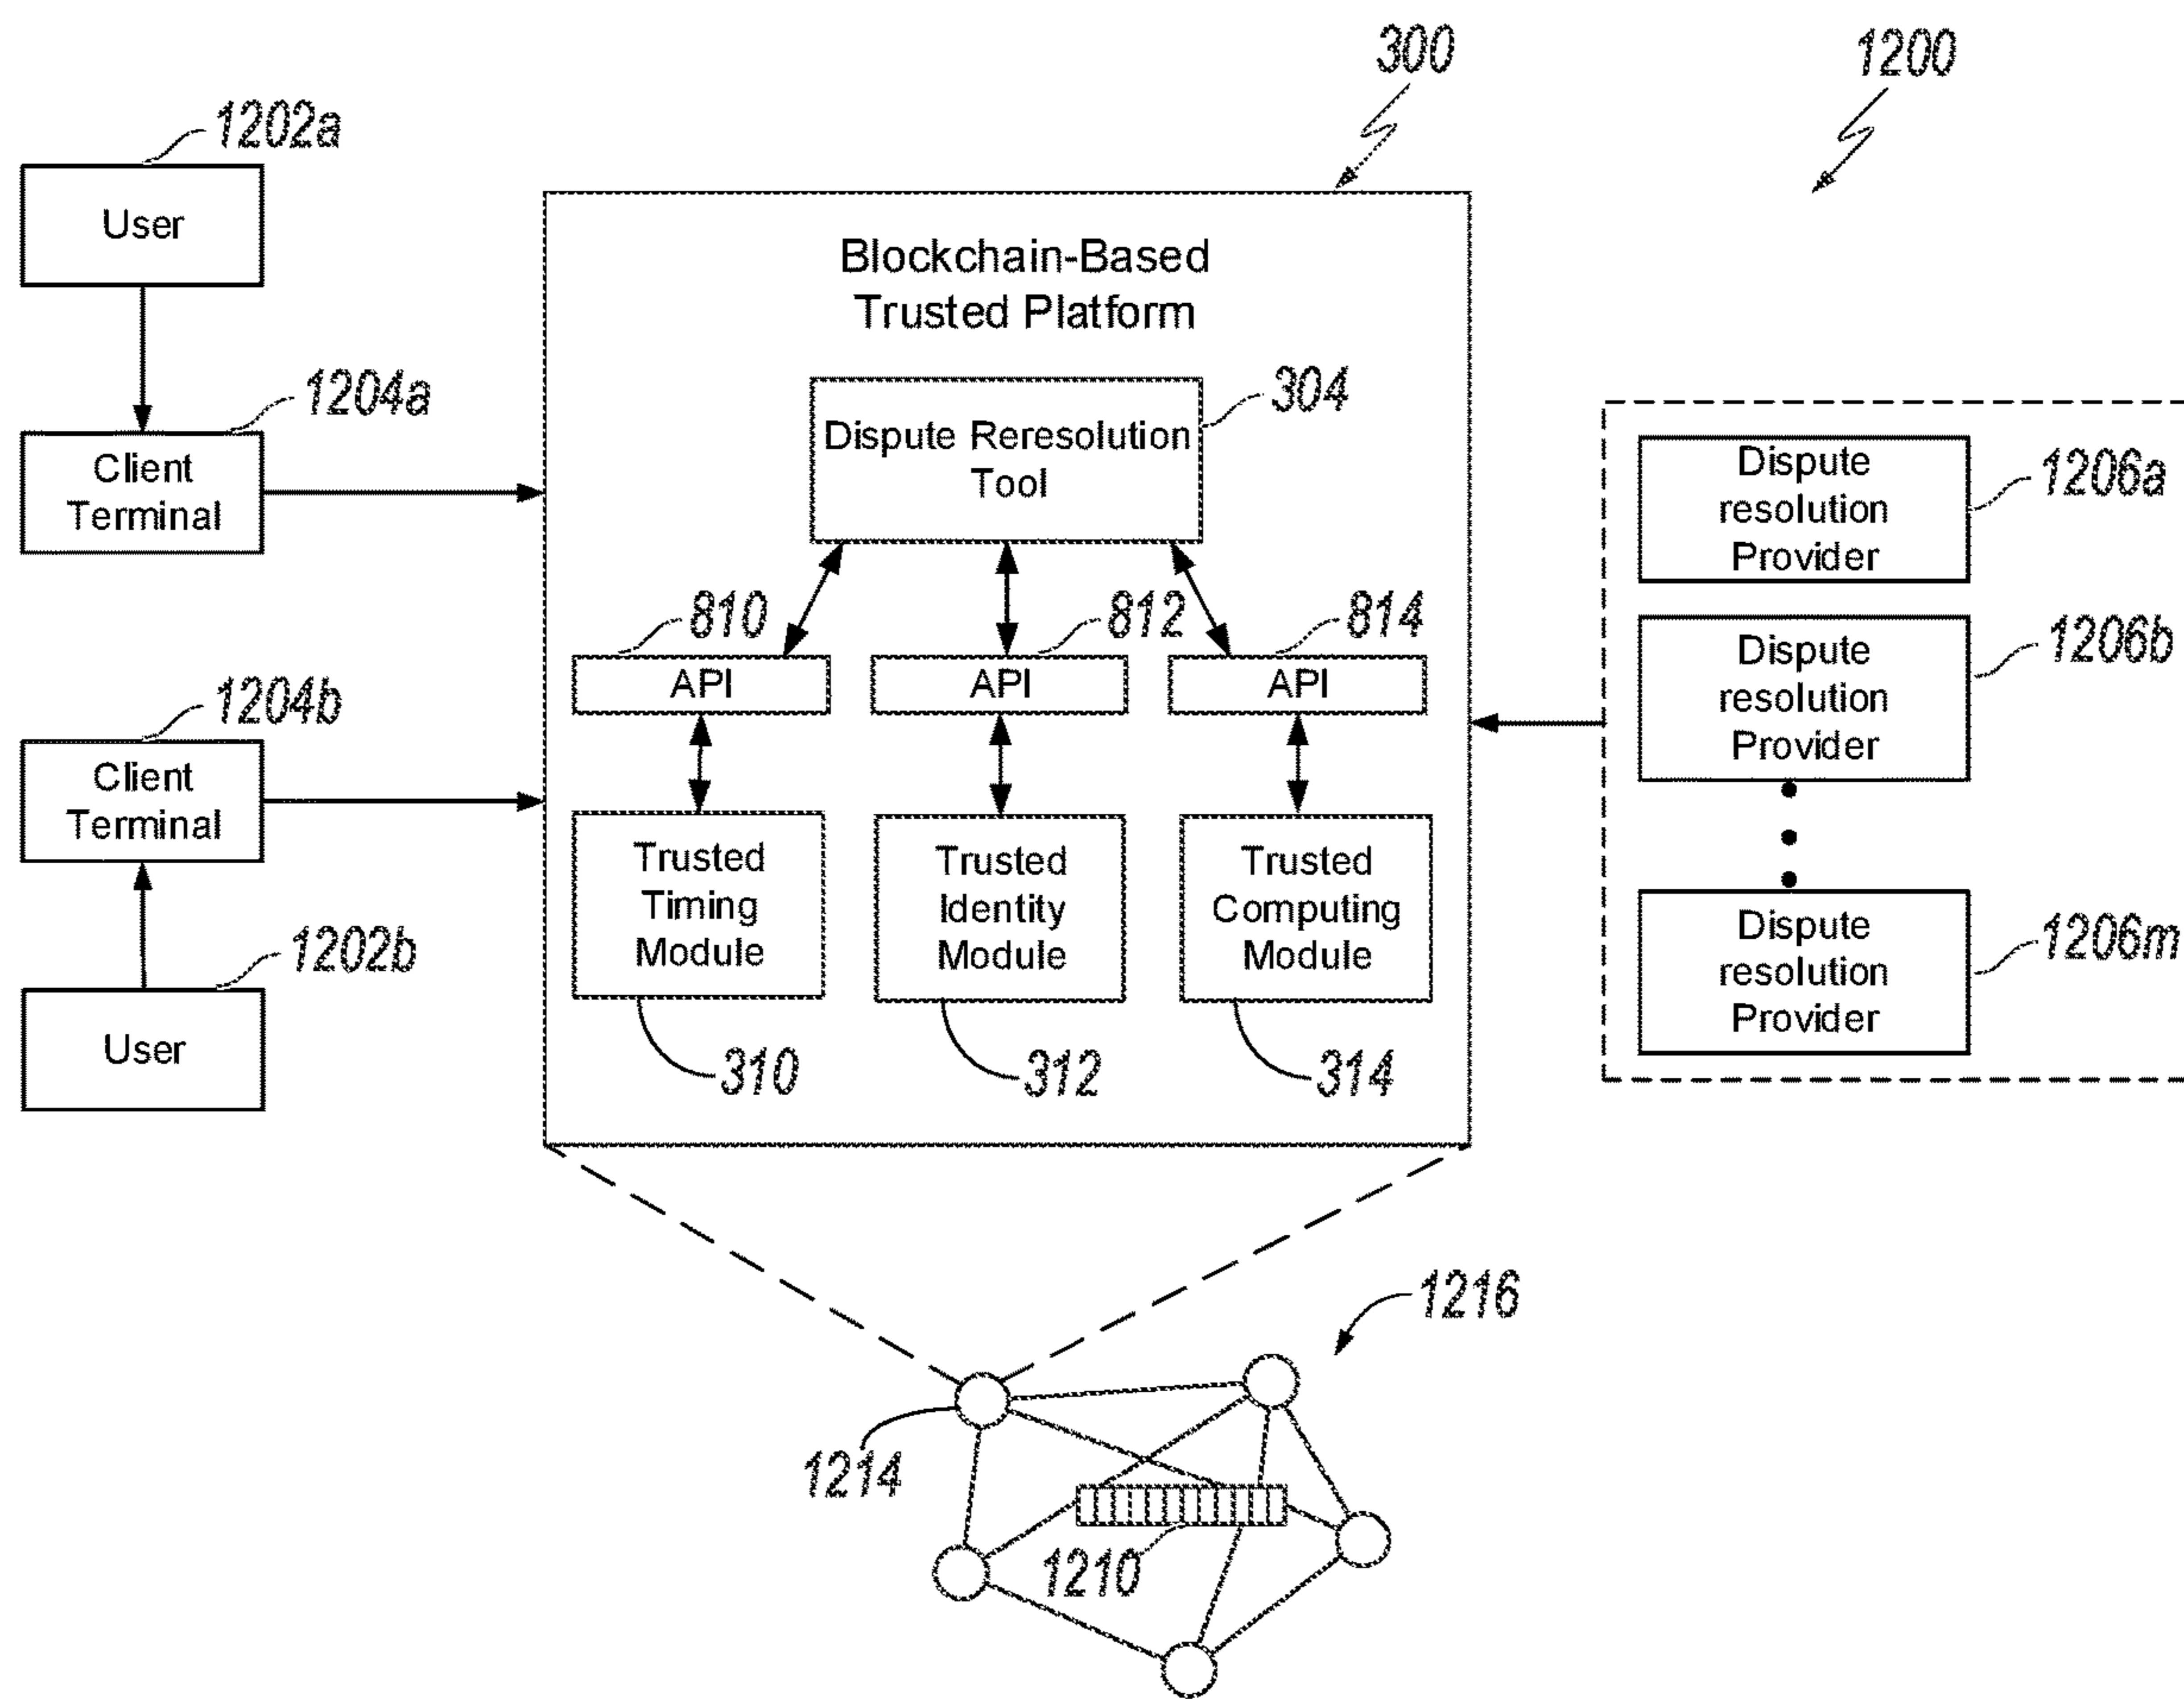 300
1200
1202a
User
Blockchain-Based
Trusted Platform
1204a
304
Client
Terminal
Dispute Reresolution
Tool
Dispute
resolution
Provider
1206a
810
812
814
1206b
API
API
API
Dispute
resolution
Provider
1204b
Client
Terminal
Trusted
Timing
Module
Trusted
Identity
Module
Trusted
Computing
Module
Dispute
resolution
Provider
1206m
1202b
User
310
312
314
1216
1214
1210